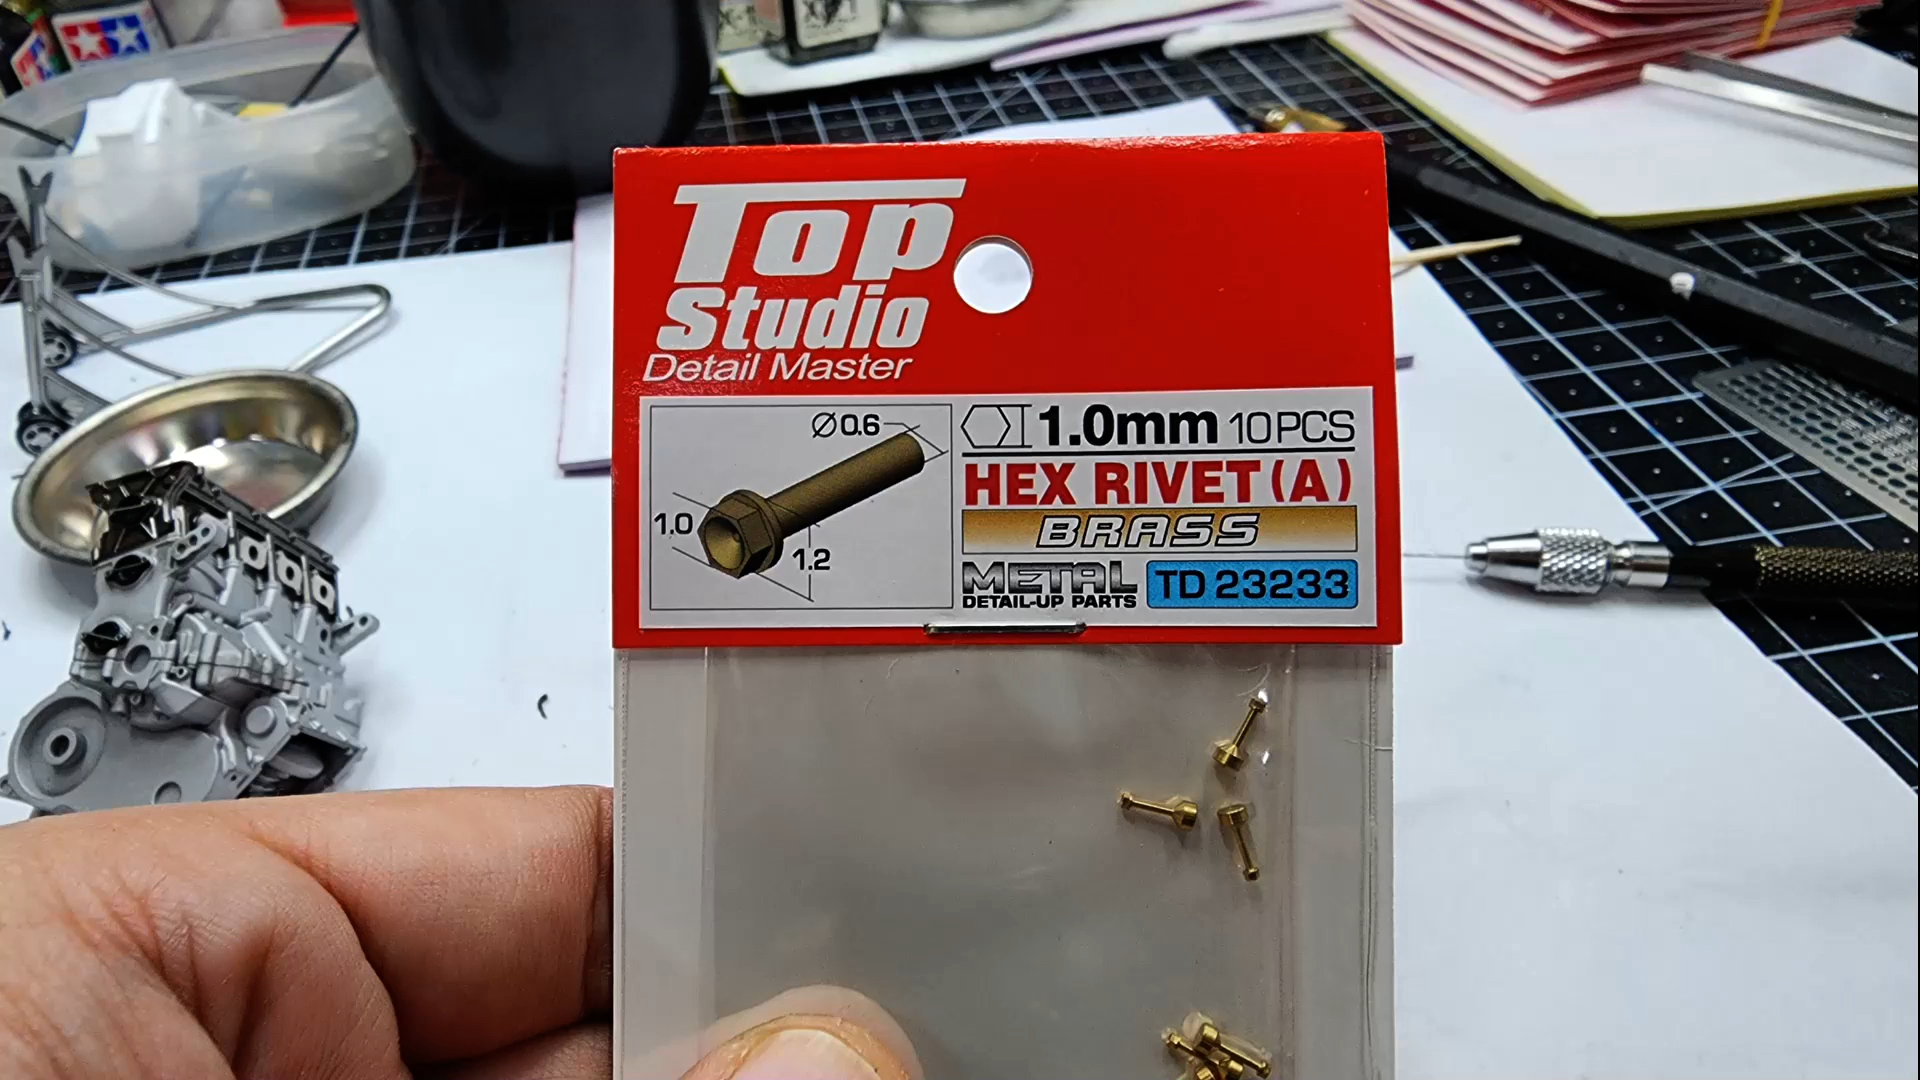 Top
Studio
Detail Master
Ø0.6
1.0
1.2
1.0mm 10PCS
HEX RIVET (A)
BRASS
METAL
DETAIL-UP PARTS
TD 23233